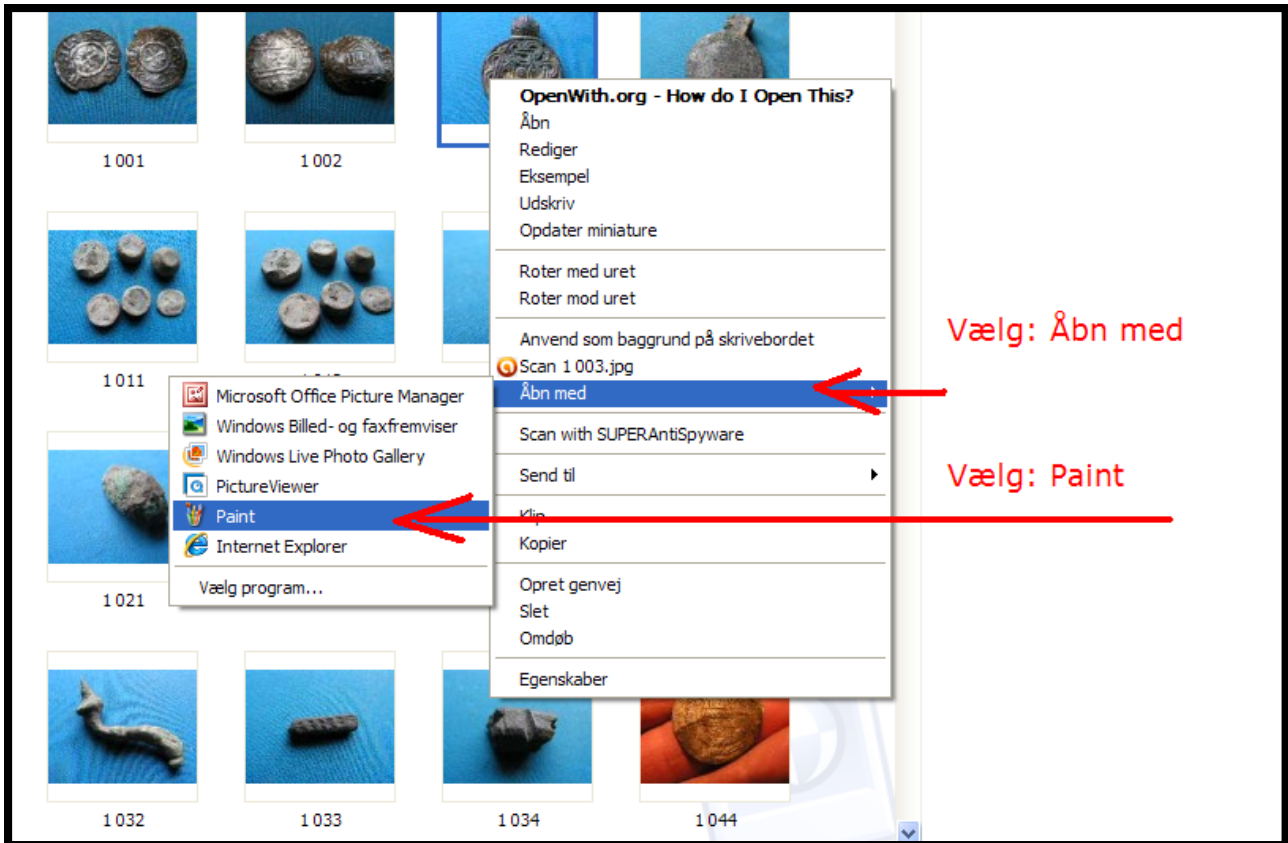 1 001
1 002
OpenWith.org - How do I Open This?
Åbn
Rediger
Eksempel
Udskriv
Opdater miniature
Roter med uret
Roter mod uret
Anvend som baggrund på skrivebordet
Scan 1 003.jpg
Åbn med
Scan with SUPERAntiSpyware
Send til
Klip
Kopier
Opret genvej
Slet
Omdøb
Egenskaber
Vælg: Åbn med
Vælg: Paint
1 011
Microsoft Office Picture Manager
Windows Billed- og faxfremviser
Windows Live Photo Gallery
PictureViewer
Paint
Internet Explorer
Vælg program...
1 021
1 032
1 033
1 034
1 044